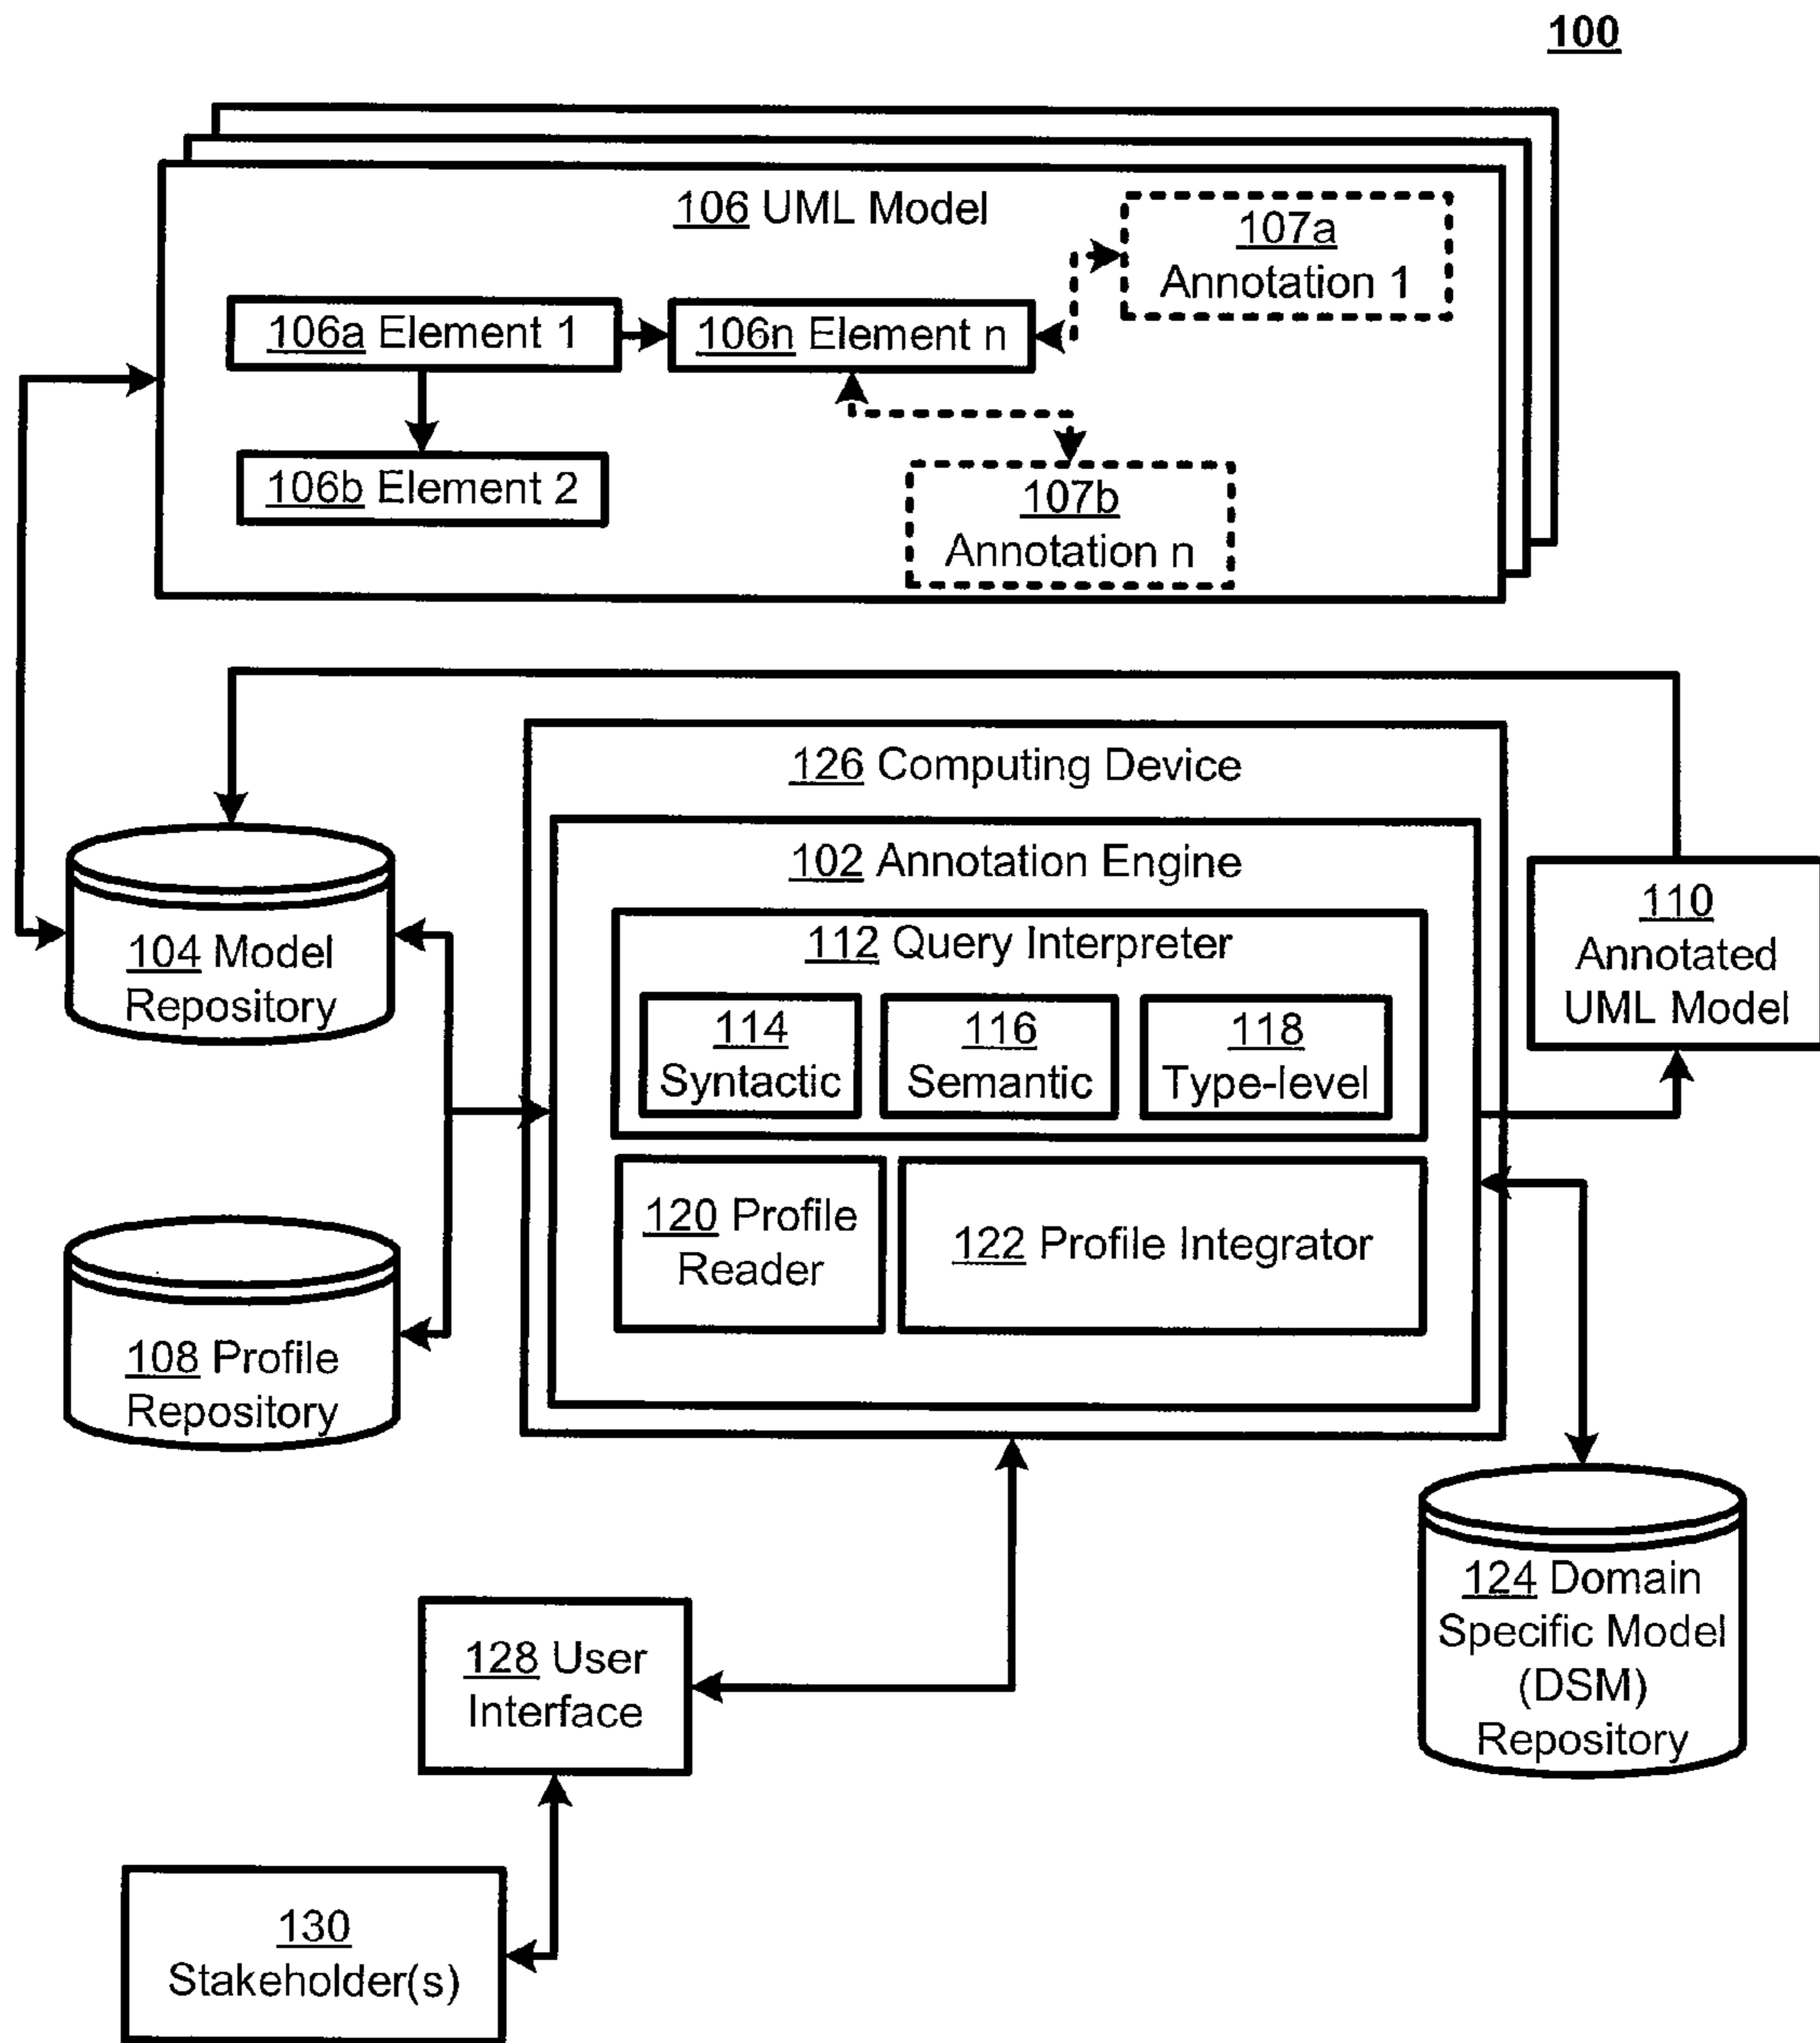 100
106 UML Model
107a
Annotation 1
106a Element 1
106n Element n
106b Element 2
107b
Annotation n
126 Computing Device
102 Annotation Engine
112 Query Interpreter
114
Syntactic
116
Semantic
118
Type-level
110
Annotated
UML Model
104 Model
Repository
120 Profile
Reader
122 Profile Integrator
108 Profile
Repository
124 Domain
Specific Model
(DSM)
Repository
128 User
Interface
130
Stakeholder(s)